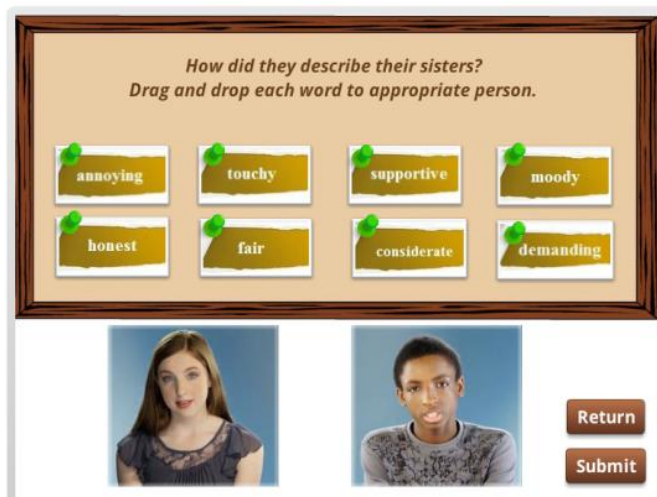 How did they describe their sisters?
Drag and drop each word to appropriate person.
annoying touchy supportive moody
honest fair considerate demanding
Return
Submit